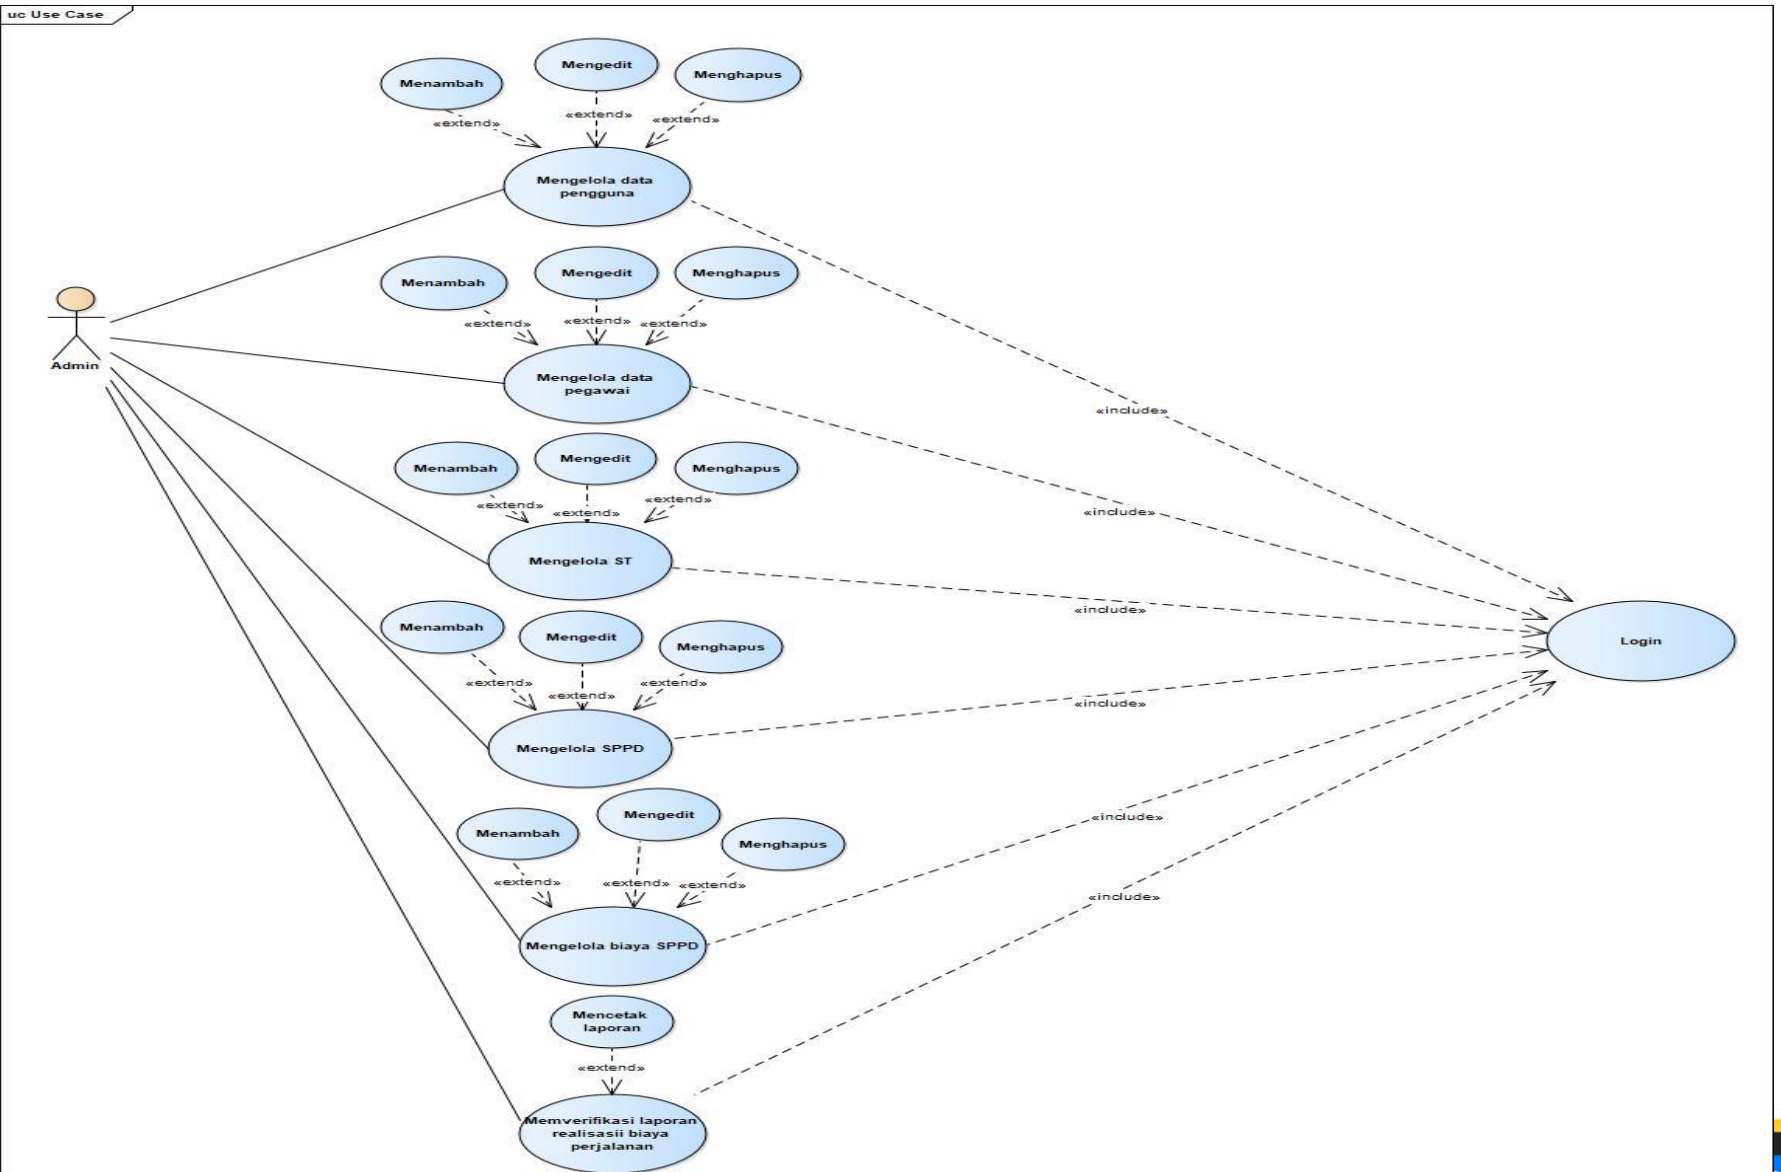 uc Use Case
Menambah
Mengedit
Menghapus
«extend»
«extend»
«extend»
Mengelola data
pengguna
Menambah
Mengedit
Menghapus
«extend»
«extend»
«extend»
Admin
Mengelola data
pegawai
«include»
Menambah
Mengedit
Menghapus
«extend»
«extend»
«extend»
«include»
Mengelola ST
«include»
Menambah
Mengedit
Menghapus
Login
«extend»
«extend»
«extend»
«include»
Mengelola SPPD
Menambah
Mengedit
Menghapus
«include»
«extend»
«extend»
«extend»
«include»
Mengelola biaya SPPD
Mencetak
laporan
«extend»
Memverifikasi laporan
realisasii biaya
perjalanan